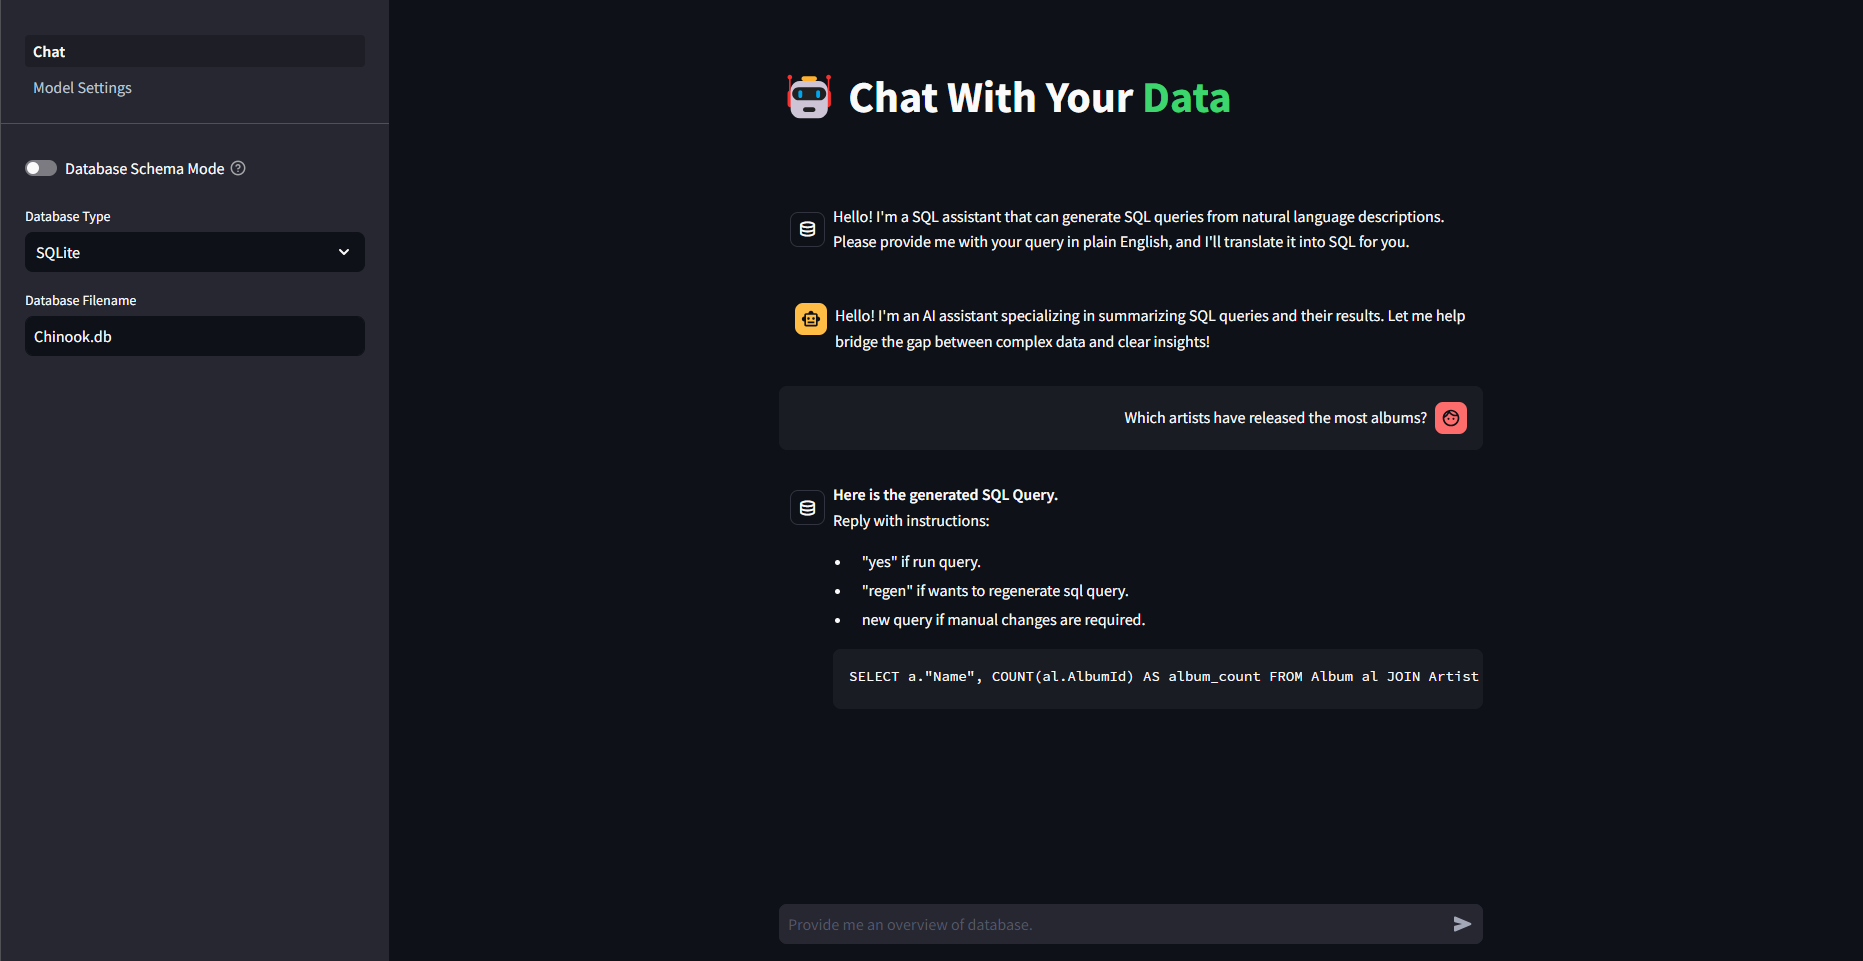 Chat
Model Settings
Database Schema Mode
Database Type
SQLite
Database Filename
Chinook.db
Chat With Your Data
Hello! I'm a SQL assistant that can generate SQL queries from natural language descriptions.
Please provide me with your query in plain English, and I'll translate it into SQL for you.
Hello! I'm an AI assistant specializing in summarizing SQL queries and their results. Let me help
bridge the gap between complex data and clear insights!
Which artists have released the most albums?
Here is the generated SQL Query.
Reply with instructions:
• "yes" if run query.
• "regen" if wants to regenerate sql query.
• new query if manual changes are required.
SELECT a."Name", COUNT(al.AlbumId) AS album_count FROM Album al JOIN Artist
Provide me an overview of database.